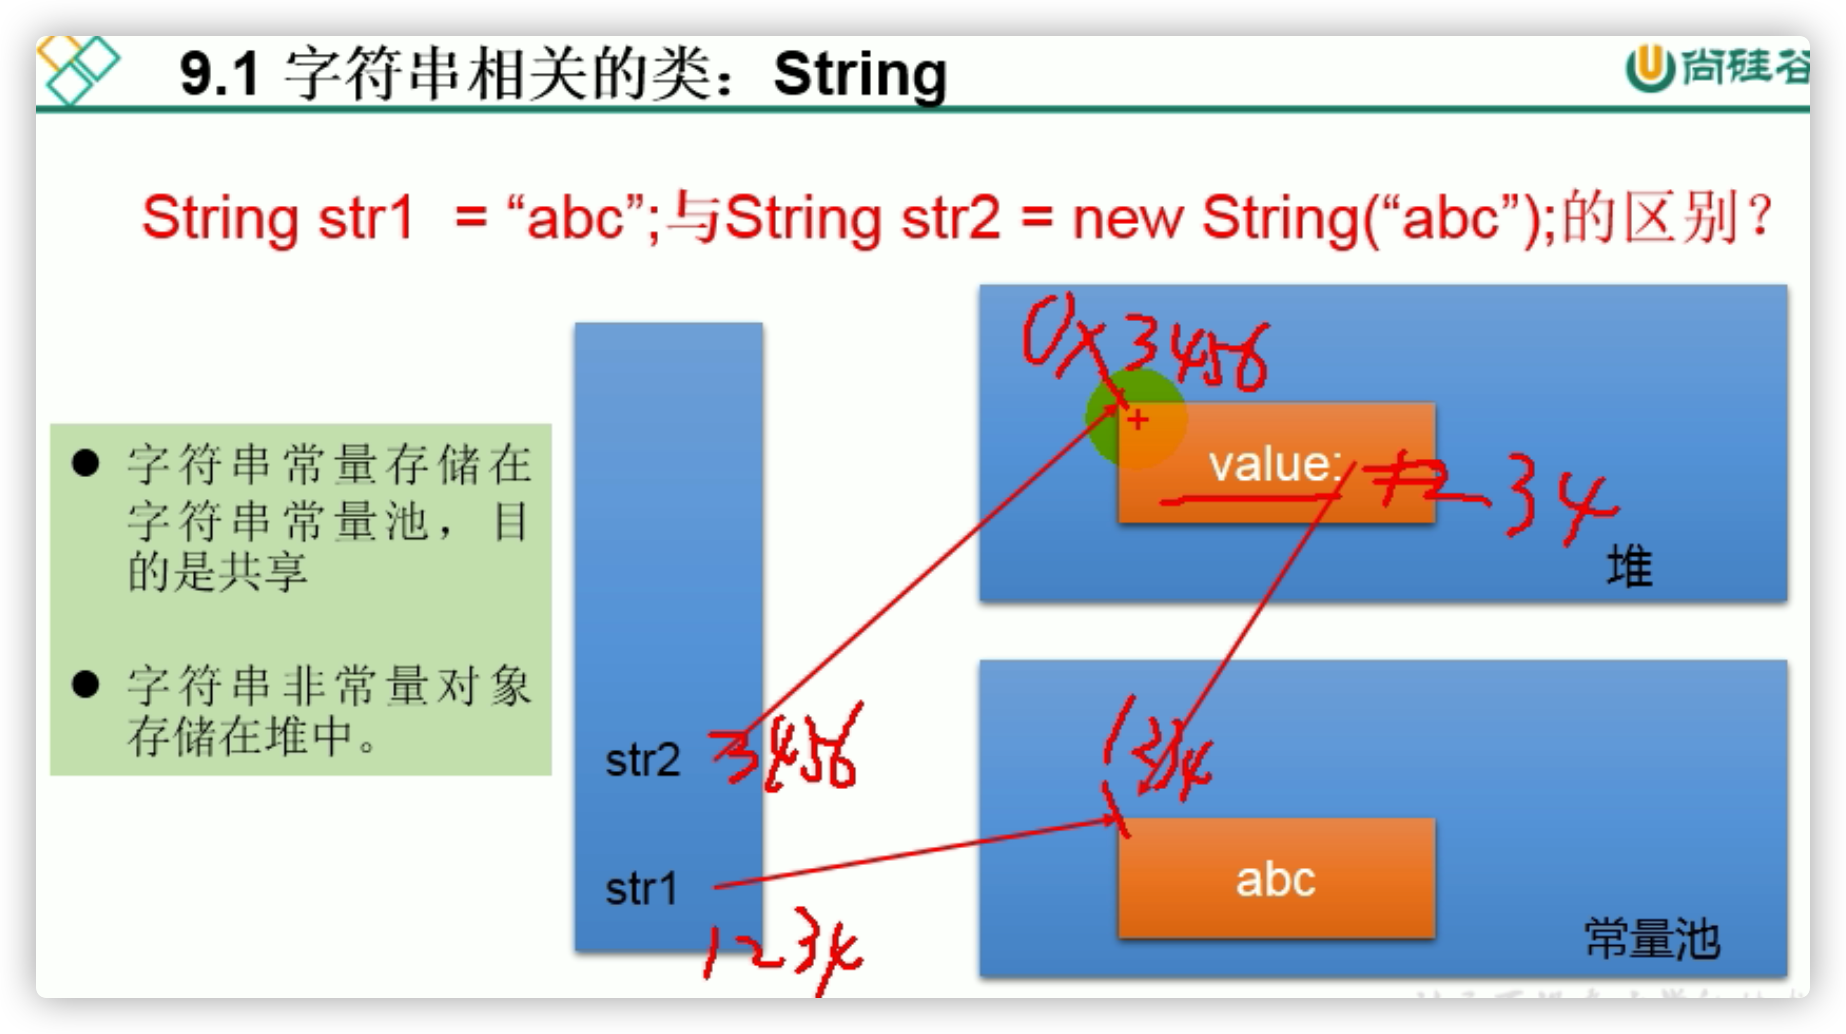 9.1 字符串相关的类：String
尚硅谷
String str1 = “abc”;与String str2 = new String(“abc”);的区别？
字符串常量存储在
字符串常量池，目
的是共享
字符串非常量对象
存储在堆中。
str2 3456
str1
1234
0x3456
value: 1234
堆
1234
abc
常量池